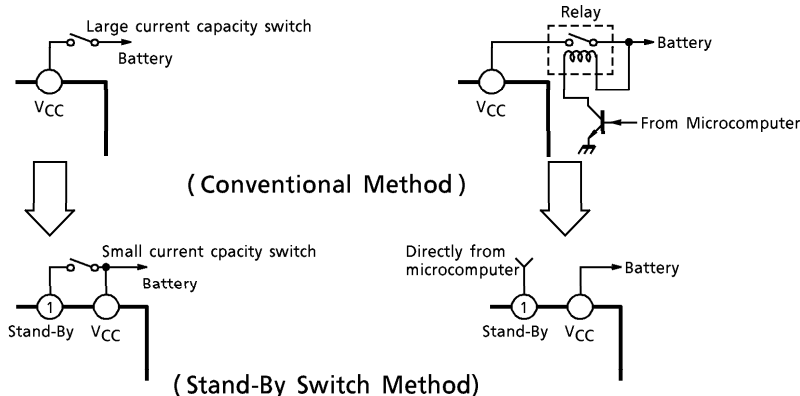 Large current capacity switch
Battery
VCC
Relay
Battery
VCC
From Microcomputer
(Conventional Method)
Small current cpacity switch
Battery
1
Stand-By VCC
Directly from
microcomputer
Battery
1
Stand-By VCC
(Stand-By Switch Method)